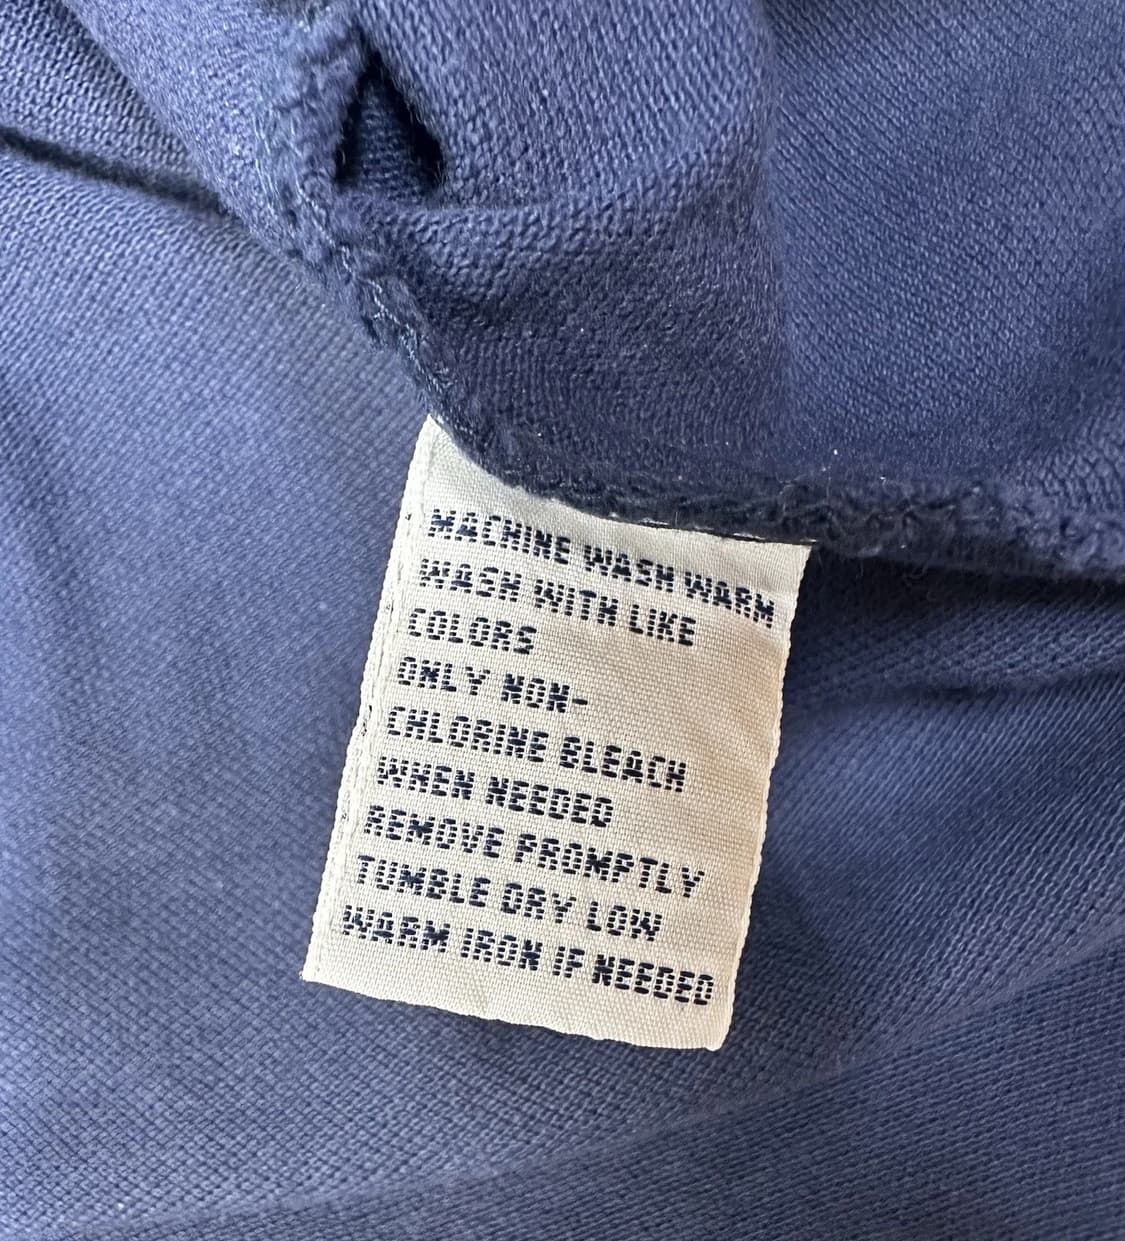 MACHINE WASH WARM
WASH WITH LIKE
COLORS
ONLY NON-
CHLORINE BLEACH
WHEN NEEDED
REMOVE PROMPTLY
TUMBLE DRY LOW
WARM IRON IF NEEDED